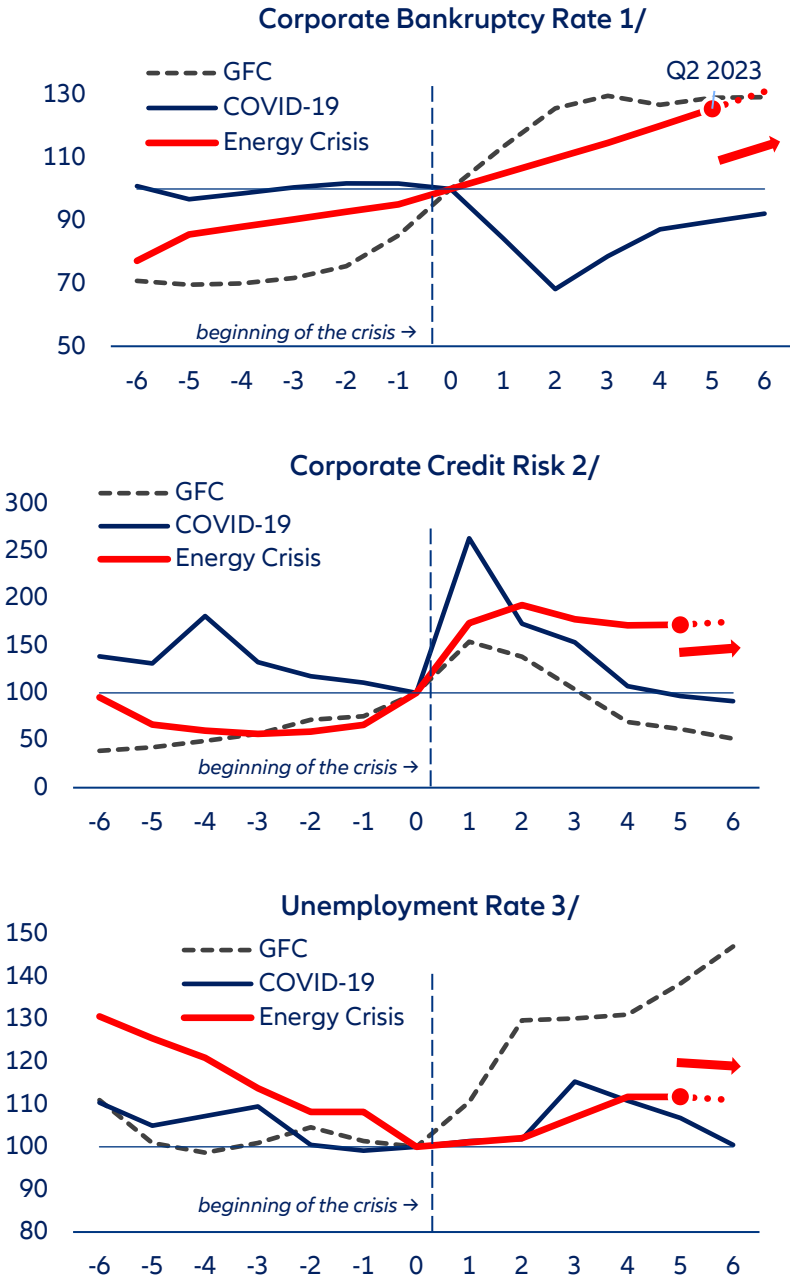 Corporate Bankruptcy Rate 1/
GFC
COVID-19
Energy Crisis
Q2 2023
130
110
90
70
50
beginning of the crisis →
-6 -5 -4 -3 -2 -1 0 1 2 3 4 5 6
Corporate Credit Risk 2/
GFC
COVID-19
Energy Crisis
300
250
200
150
100
50
0
beginning of the crisis →
-6 -5 -4 -3 -2 -1 0 1 2 3 4 5 6
Unemployment Rate 3/
GFC
COVID-19
Energy Crisis
150
140
130
120
110
100
90
80
beginning of the crisis →
-6 -5 -4 -3 -2 -1 0 1 2 3 4 5 6